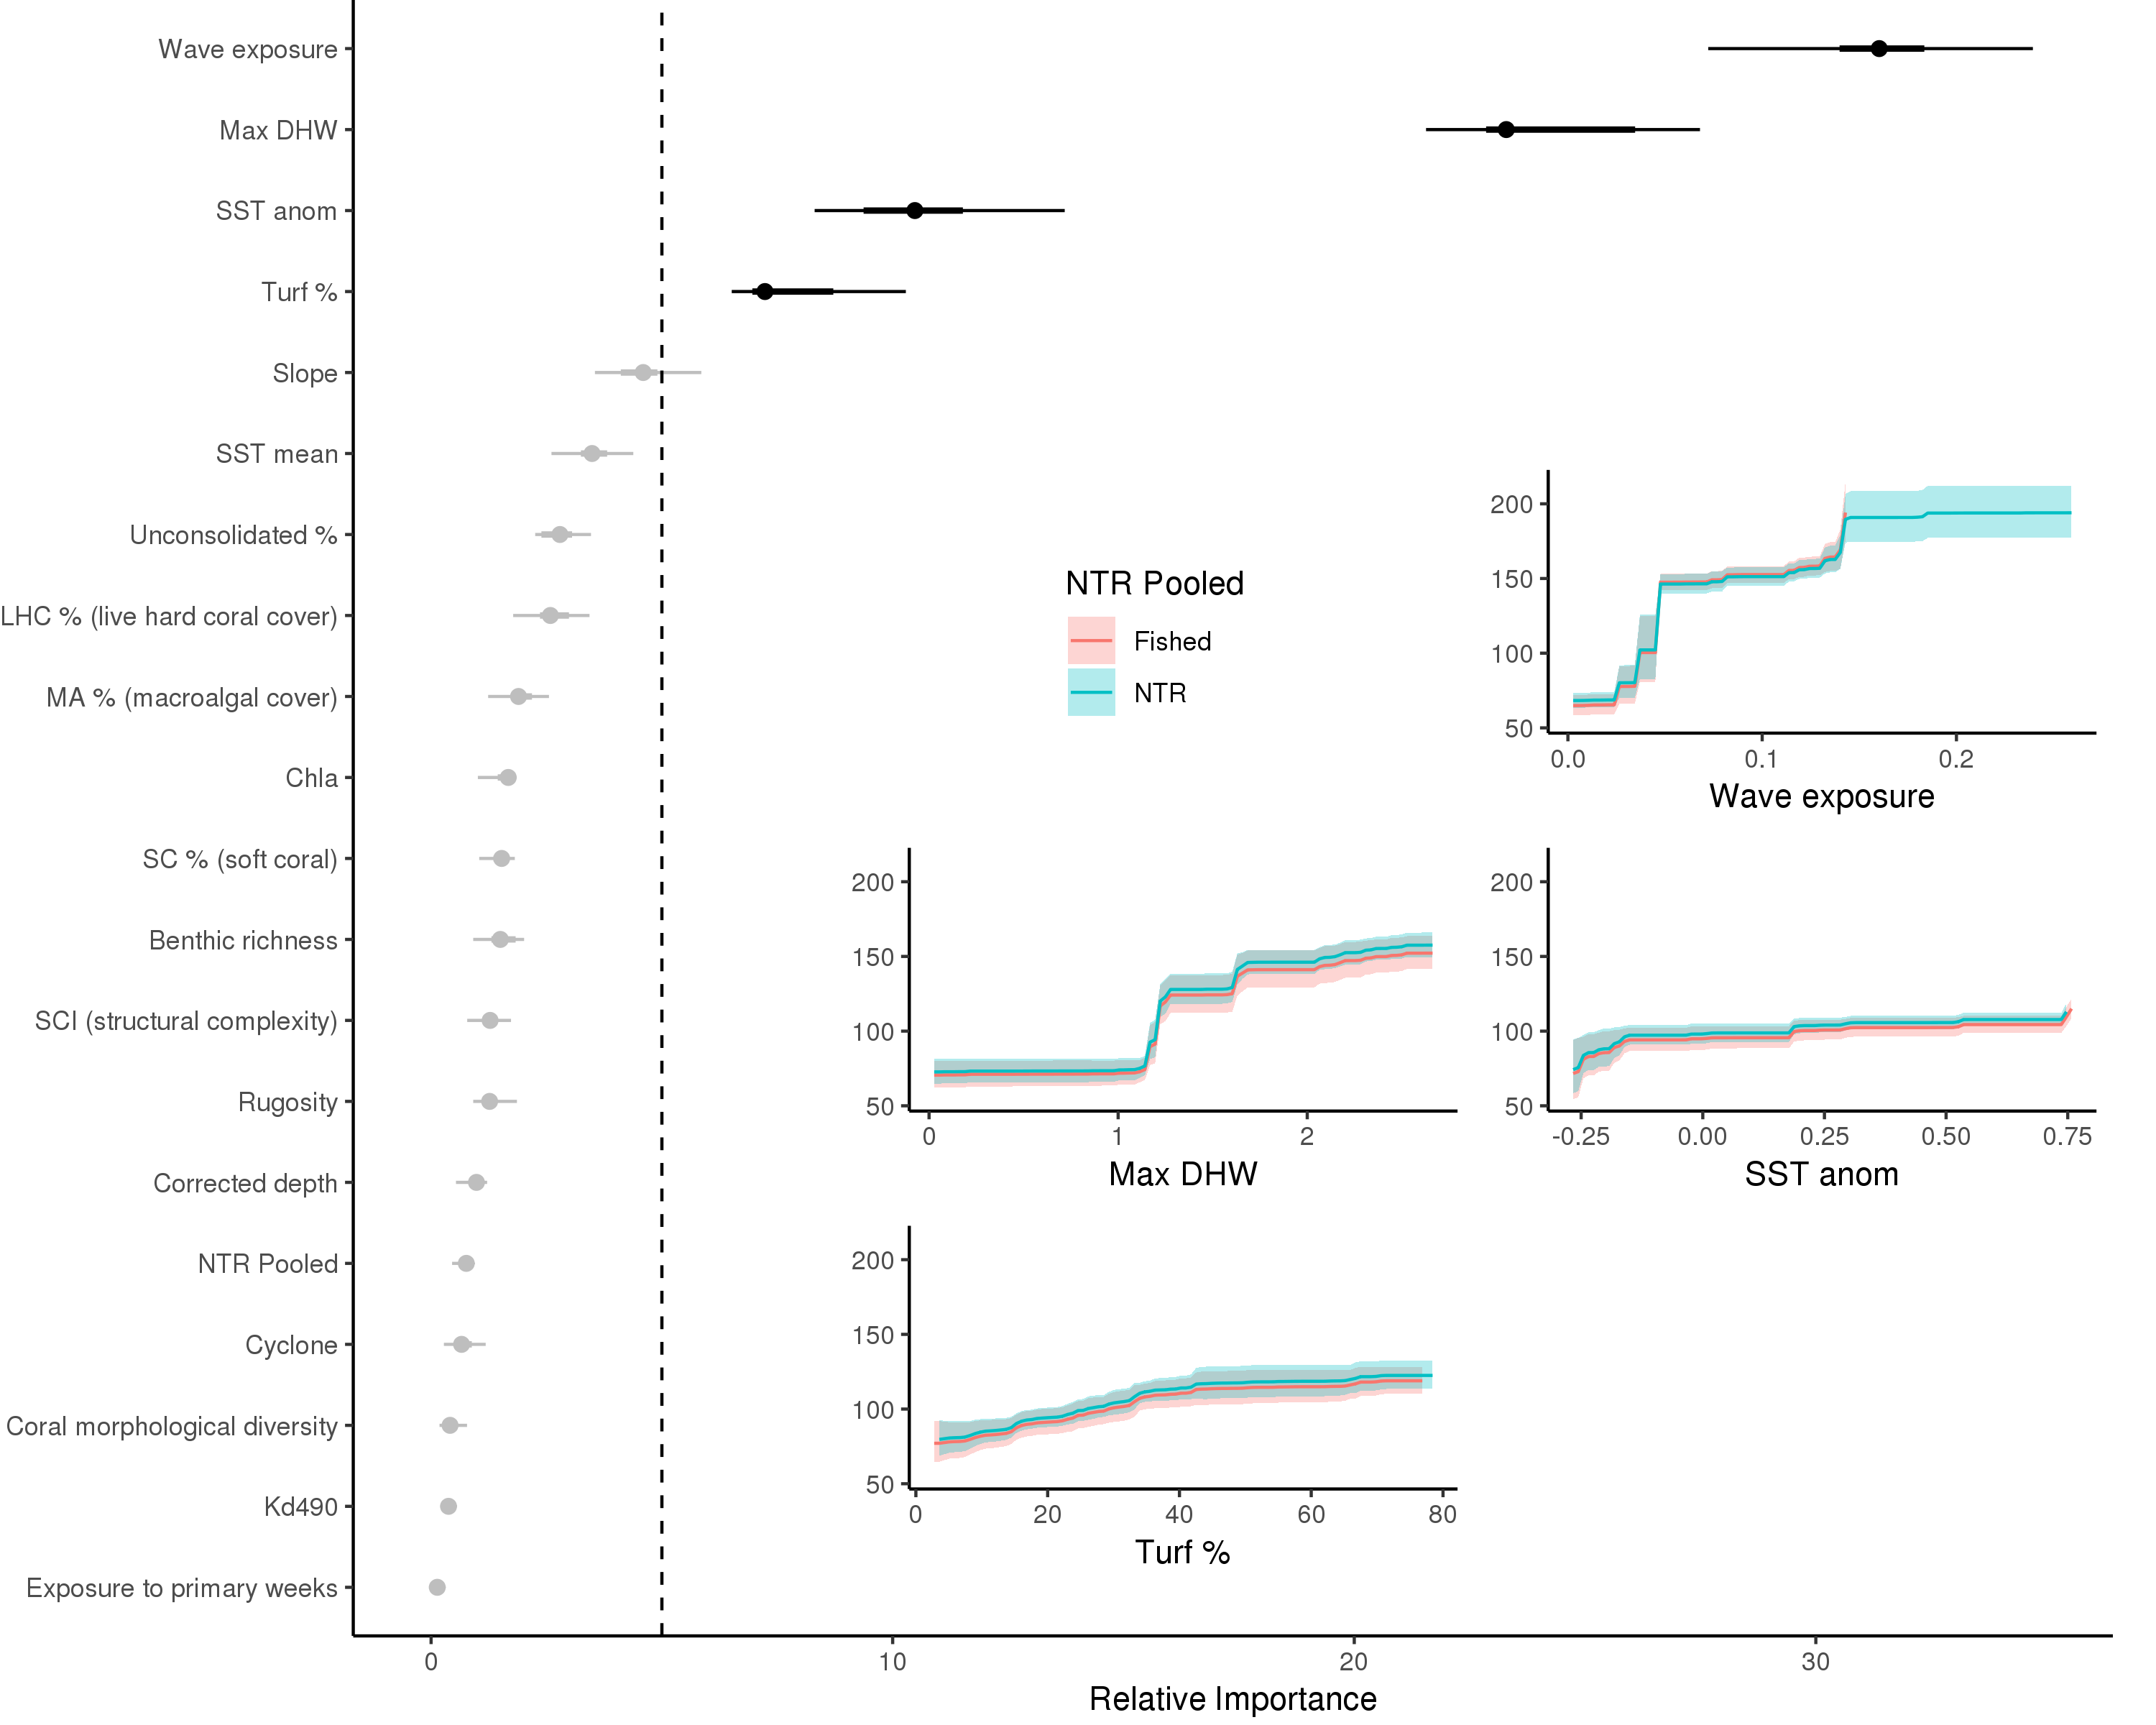 Wave exposure
Max DHW
SST anom
Turf %
Slope
SST mean
Unconsolidated %
LHC % (live hard coral cover)
MA % (macroalgal cover)
Chla
SC % (soft coral)
Benthic richness
SCI (structural complexity)
Rugosity
Corrected depth
NTR Pooled
Cyclone
Coral morphological diversity
Kd490
Exposure to primary weeks
0 10 20 30
Relative Importance
NTR Pooled
Fished
NTR
200
150
100
50
0.0 0.1 0.2
Wave exposure
200
150
100
50
0 1 2
Max DHW
200
150
100
50
-0.25 0.00 0.25 0.50 0.75
SST anom
200
150
100
50
0 20 40 60 80
Turf %